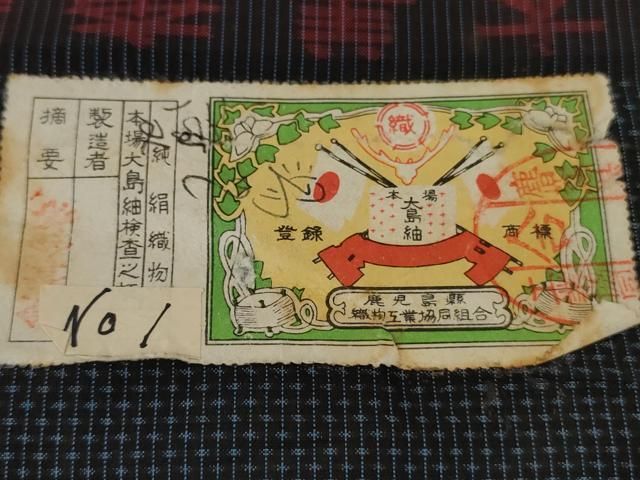 摘要
製造者
本場大島紬検査之
純絹織物
No 1
織
本場
大島
紬
登録
商標
鹿児島縣
織物工業協同組合